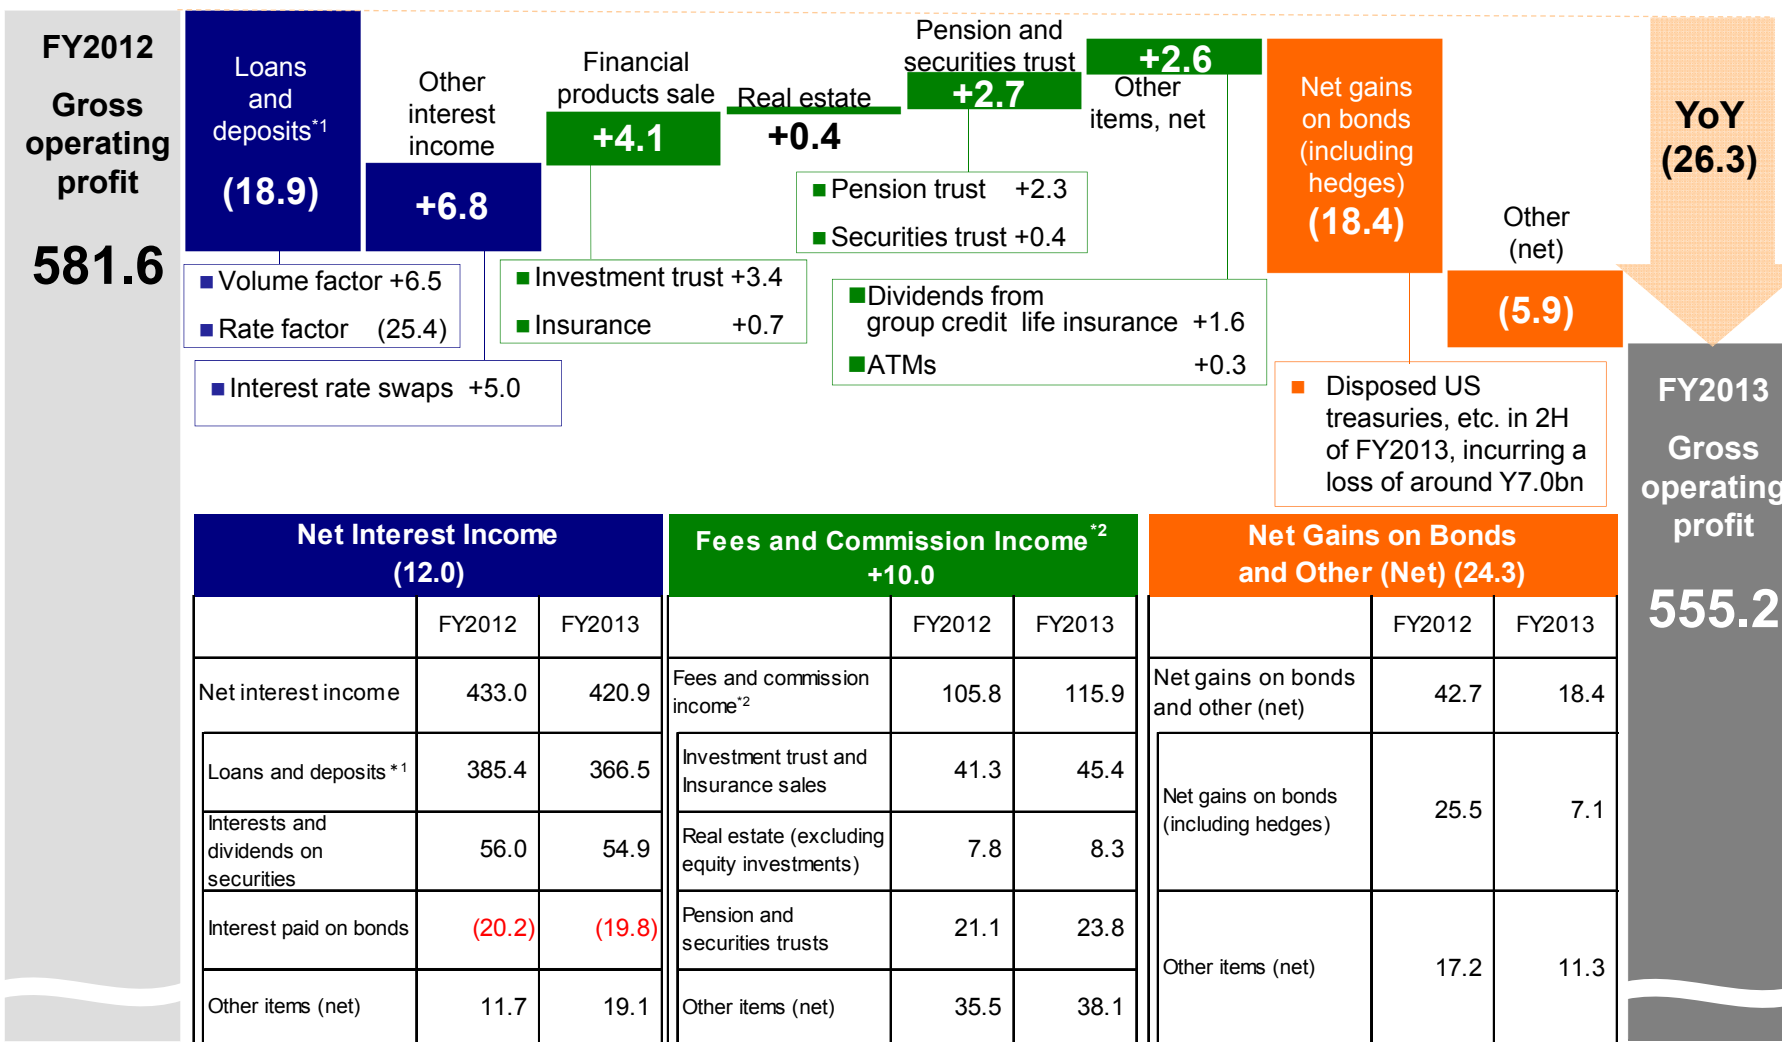 FY2012
Gross
operating
profit
581.6
Loans
and
deposits*1
(18.9)
Other
interest
income
+6.8
Financial
products sale
+4.1
Real estate
+0.4
Pension and
securities trust
+2.7
+2.6
Other
items, net
Net gains
on bonds
(including
hedges)
(18.4)
Other
(net)
(5.9)
YoY
(26.3)
■ Volume factor +6.5
■ Rate factor (25.4)
■ Interest rate swaps +5.0
■ Investment trust +3.4
■ Insurance +0.7
■ Pension trust +2.3
■ Securities trust +0.4
■ Dividends from
group credit life insurance +1.6
■ ATMs +0.3
■ Disposed US
treasuries, etc. in 2H
of FY2013, incurring a
loss of around Y7.0bn
FY2013
Gross
operating
profit
555.2
Net Interest Income
(12.0)
FY2012 FY2013
Net interest income 433.0 420.9
Loans and deposits *1 385.4 366.5
Interests and
dividends on
securities 56.0 54.9
Interest paid on bonds (20.2) (19.8)
Other items (net) 11.7 19.1
Fees and Commission Income*2
+10.0
FY2012 FY2013
Fees and commission
income*2 105.8 115.9
Investment trust and
Insurance sales 41.3 45.4
Real estate (excluding
equity investments) 7.8 8.3
Pension and
securities trusts 21.1 23.8
Other items (net) 35.5 38.1
Net Gains on Bonds
and Other (Net) (24.3)
FY2012 FY2013
Net gains on bonds
and other (net) 42.7 18.4
Net gains on bonds
(including hedges) 25.5 7.1
Other items (net) 17.2 11.3